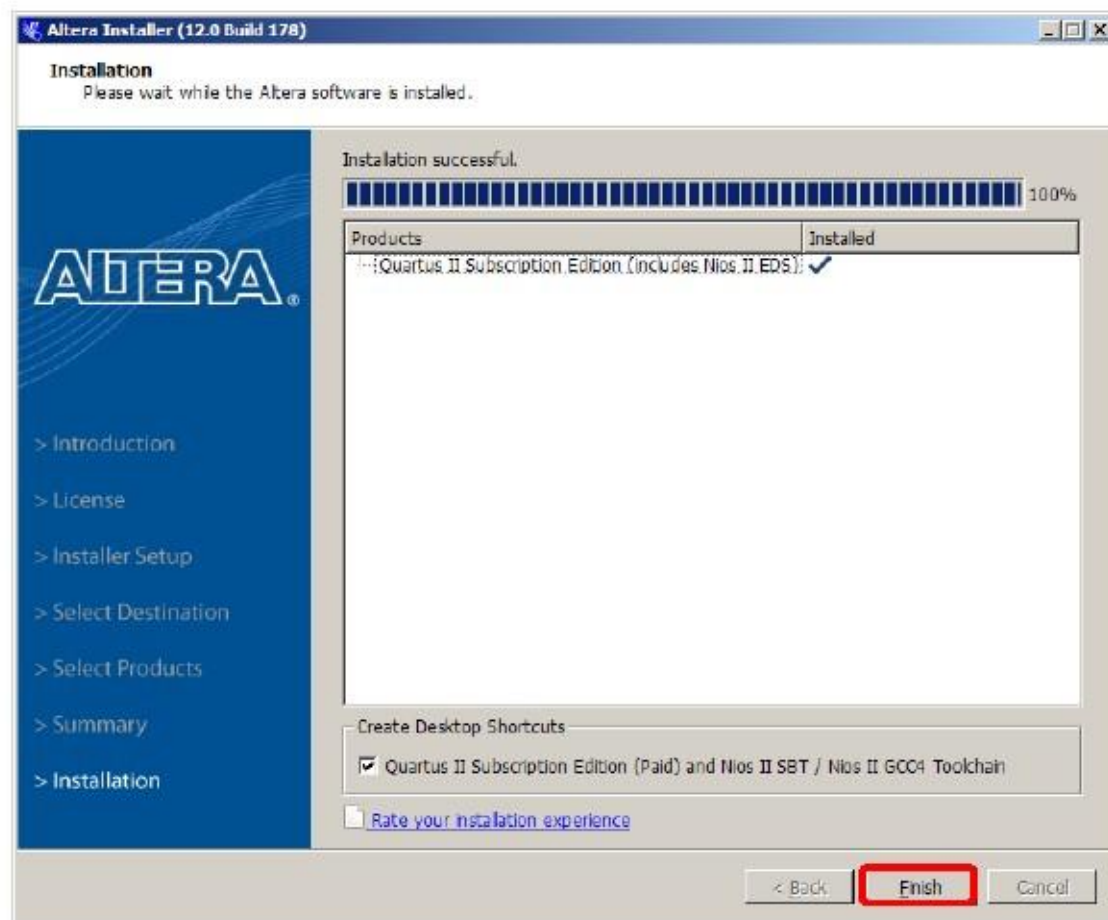 Altera Installer (12.0 Build 178)
Installation
Please wait while the Altera software is installed.
Installation successful.
100%
Products Installed
Quartus II Subscription Edition (includes Nios II EDS)
ALTERA®
> Introduction
> License
> Installer Setup
> Select Destination
> Select Products
> Summary
> Installation
Create Desktop Shortcuts
Quartus II Subscription Edition (Paid) and Nios II SBT / Nios II GCC4 Toolchain
Rate your installation experience
< Back Finish Cancel